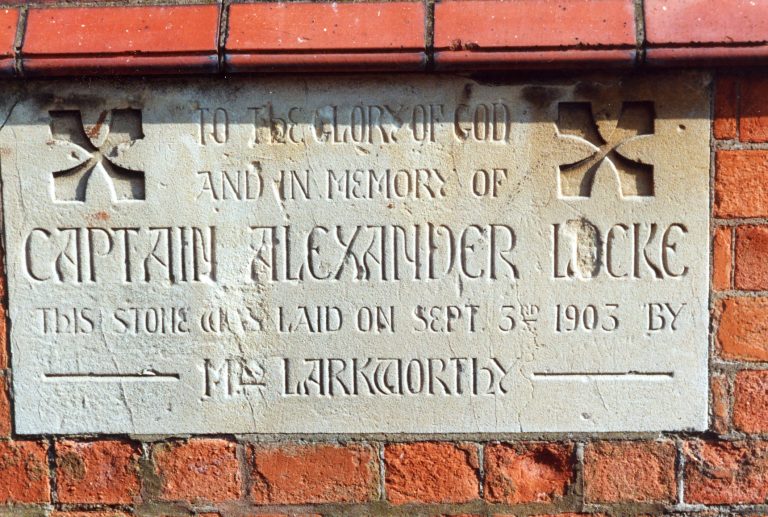 TO THE GLORY OF GOD
AND IN MEMORY OF
CAPTAIN ALEXANDER LOCKE
THIS STONE WAS LAID ON SEPT. 3RD 1903 BY
MRS LARKWORTHY